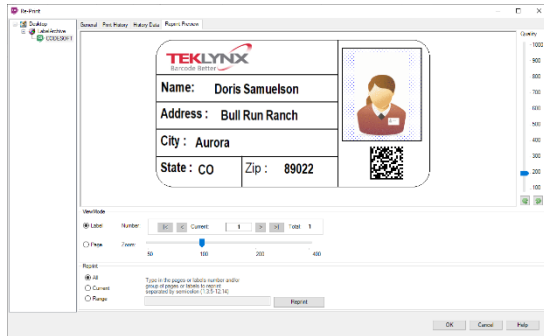 Re-Print
Desktop
LabelArchive
CODESOFT
General Print History History Data Reprint Preview
Quantity
TEKLYNX
Barcode Better
Name: Doris Samuelson
Address : Bull Run Ranch
City : Aurora
State : CO Zip : 89022
1000
900
800
700
600
500
400
300
200
100
ViewMode
Label Number |< < Current: 1 > >| Total 1
Page Zoom:
50 100 200 400
Reprint
All
Current
Range
Type in the pages or labels number and/or
group of pages or labels to reprint
separated by semicolon (1;3;5-12;14)
Reprint
OK Cancel Help